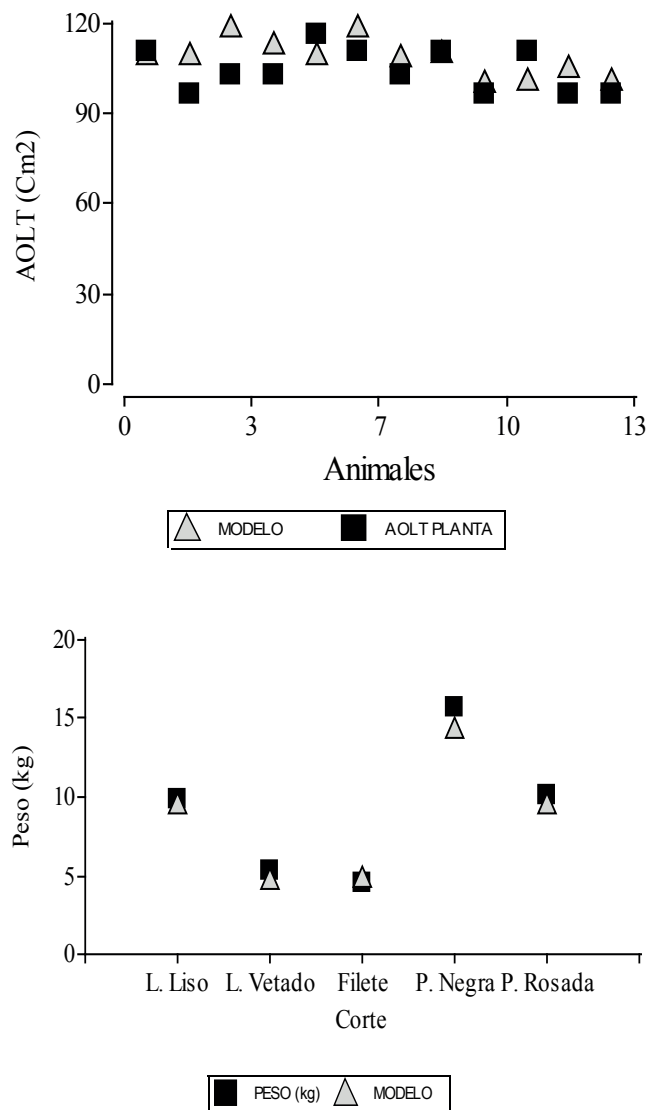 120
90
60
30
0
AOLT (Cm2)
0 3 7 10 13
Animales
MODELO AOLT PLANTA
20
15
10
5
0
Peso (kg)
L. Liso L. Vetado Filete P. Negra P. Rosada
Corte
PESO (kg) MODELO